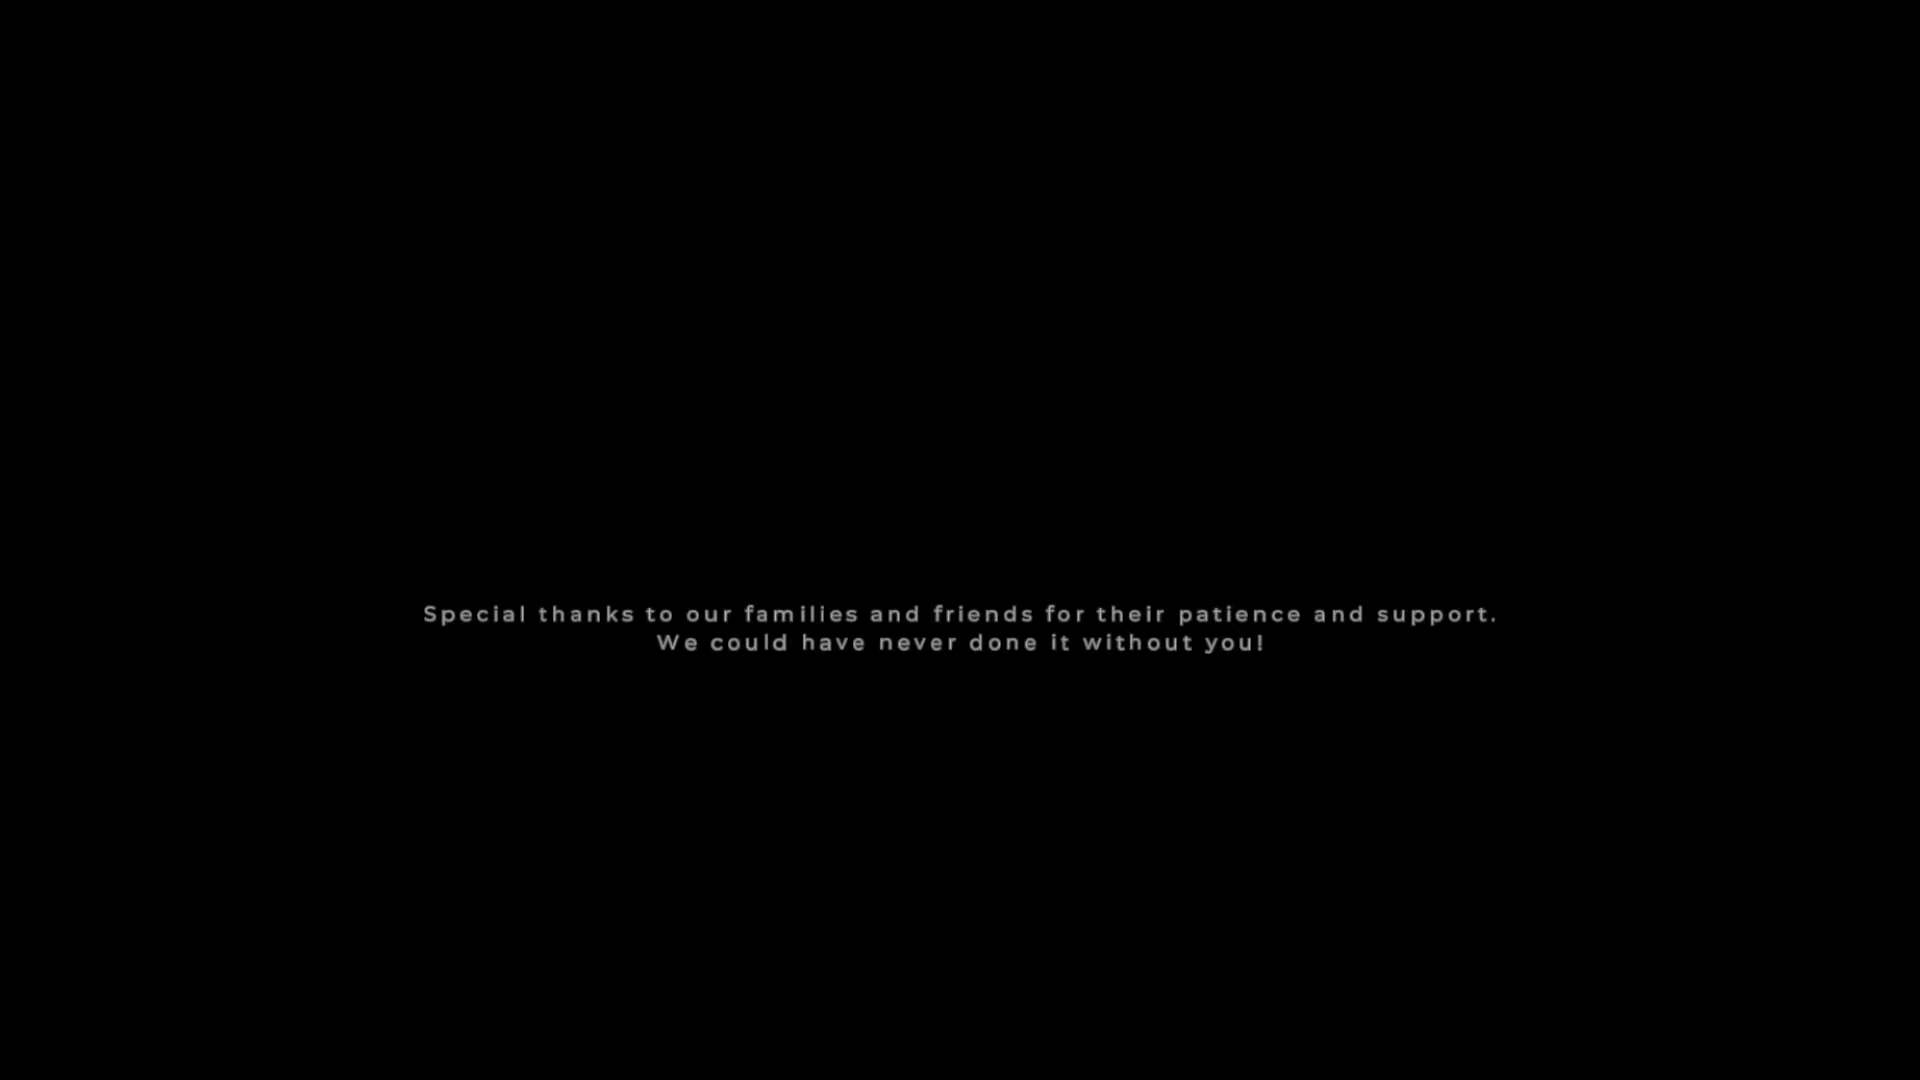 Special thanks to our families and friends for their patience and support.
We could have never done it without you!